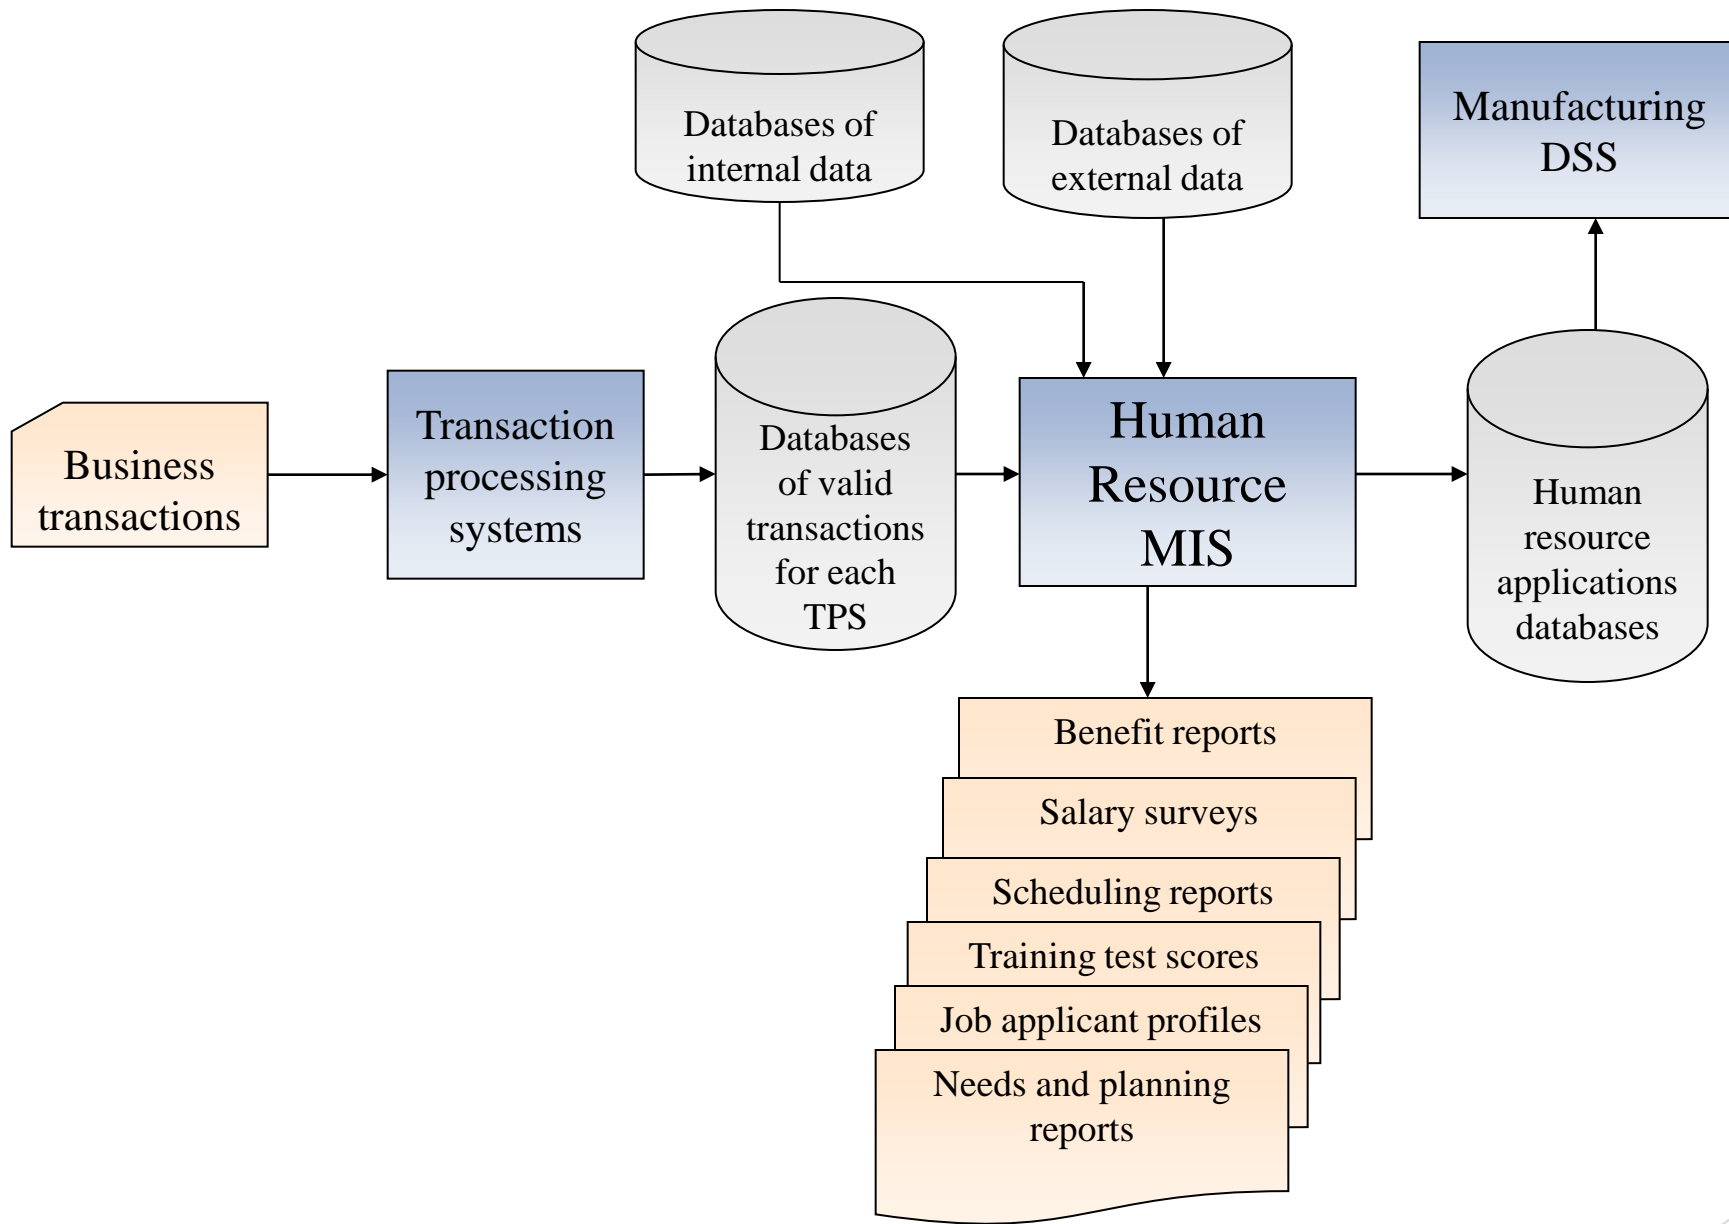 Databases of
internal data
Databases of
external data
Manufacturing
DSS
Business
transactions
Transaction
processing
systems
Databases
of valid
transactions
for each
TPS
Human
Resource
MIS
Human
resource
applications
databases
Benefit reports
Salary surveys
Scheduling reports
Training test scores
Job applicant profiles
Needs and planning
reports